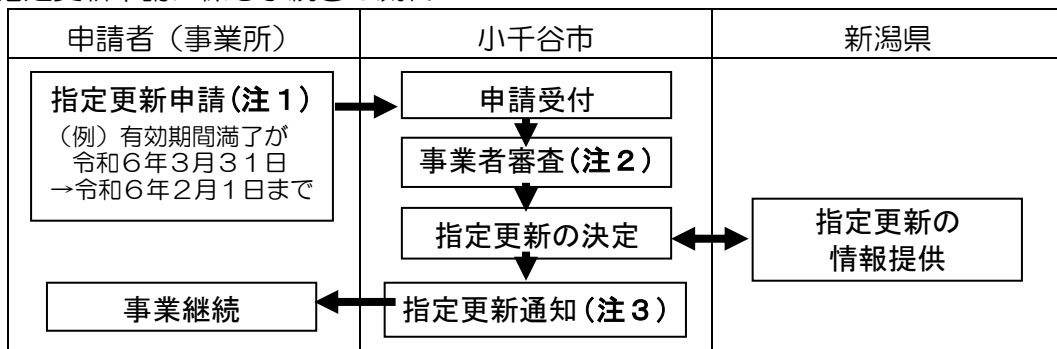 申請者（事業所）
小千谷市
新潟県
指定更新申請(注１)
（例）有効期間満了が
令和６年３月３１日
→令和６年２月１日まで
申請受付
事業者審査(注２)
指定更新の決定
指定更新の
情報提供
指定更新通知(注３)
事業継続